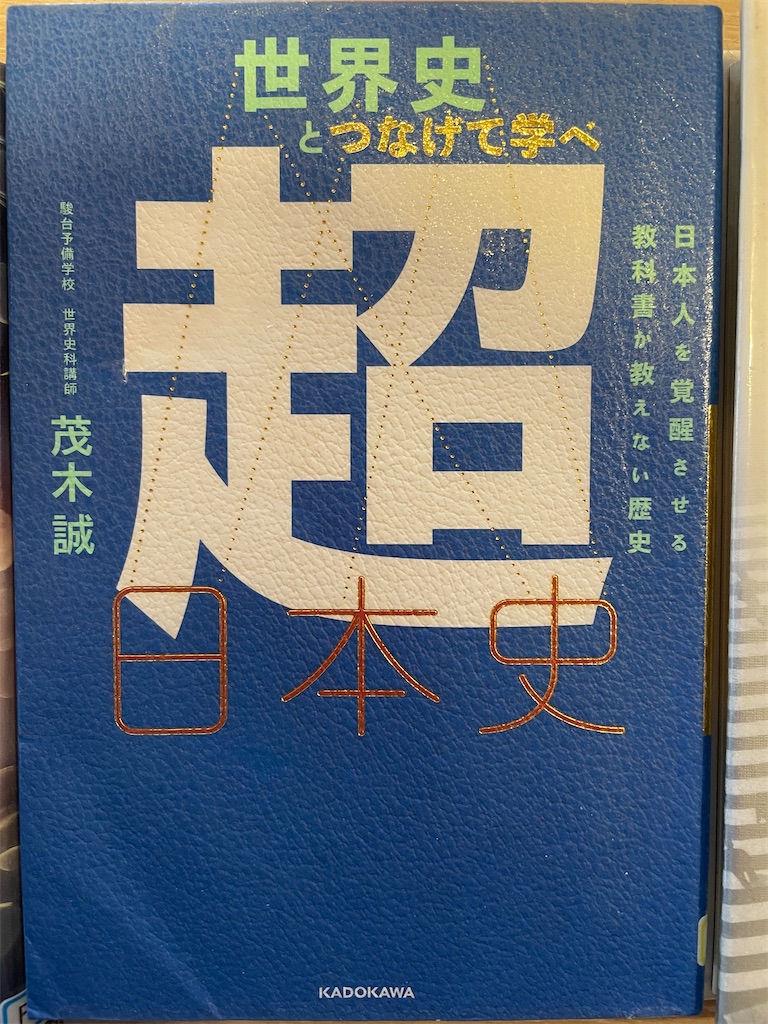 世界史
とつなげて学べ
超
日本史
日本人を覚醒させる
教科書が教えない歴史
駿台予備学校 世界史科講師
茂木誠
KADOKAWA